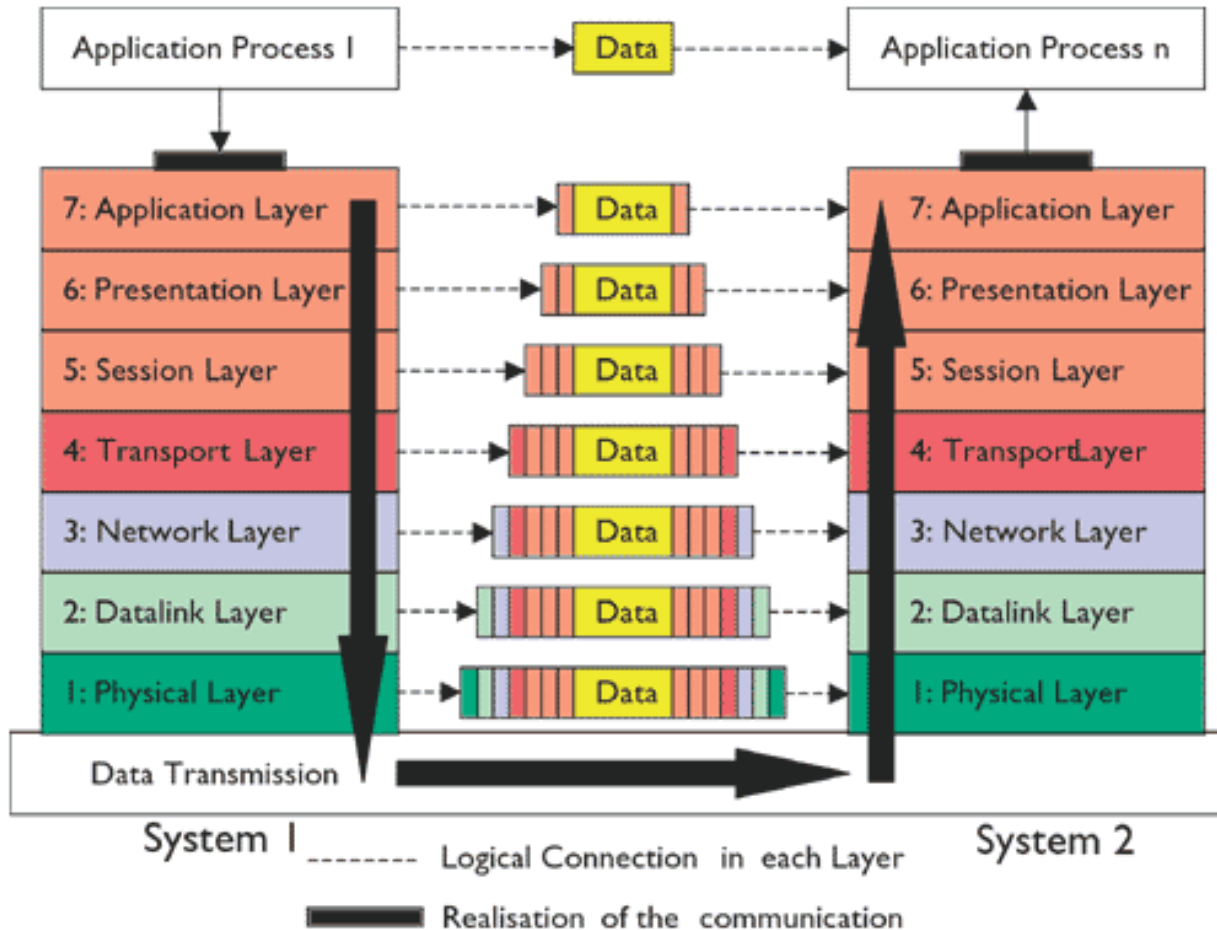 Application Process 1
Data
Application Process n
7: Application Layer
Data
7: Application Layer
6: Presentation Layer
Data
6: Presentation Layer
5: Session Layer
Data
5: Session Layer
4: Transport Layer
Data
4: TransportLayer
3: Network Layer
Data
3: Network Layer
2: Datalink Layer
Data
2: Datalink Layer
1: Physical Layer
Data
1: Physical Layer
Data Transmission
System 1
System 2
Logical Connection in each Layer
Realisation of the communication